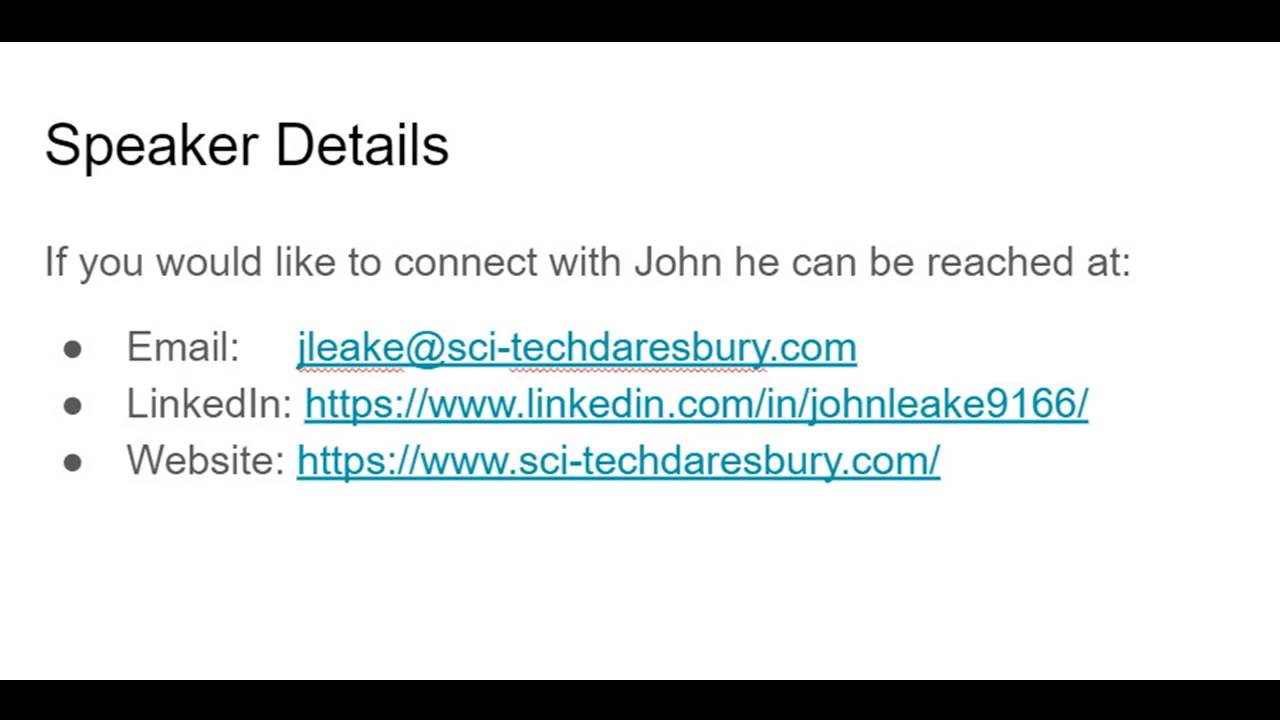 Speaker Details
If you would like to connect with John he can be reached at:
● Email: jleake@sci-techdaresbury.com
● LinkedIn: https://www.linkedin.com/in/johnleake9166/
● Website: https://www.sci-techdaresbury.com/